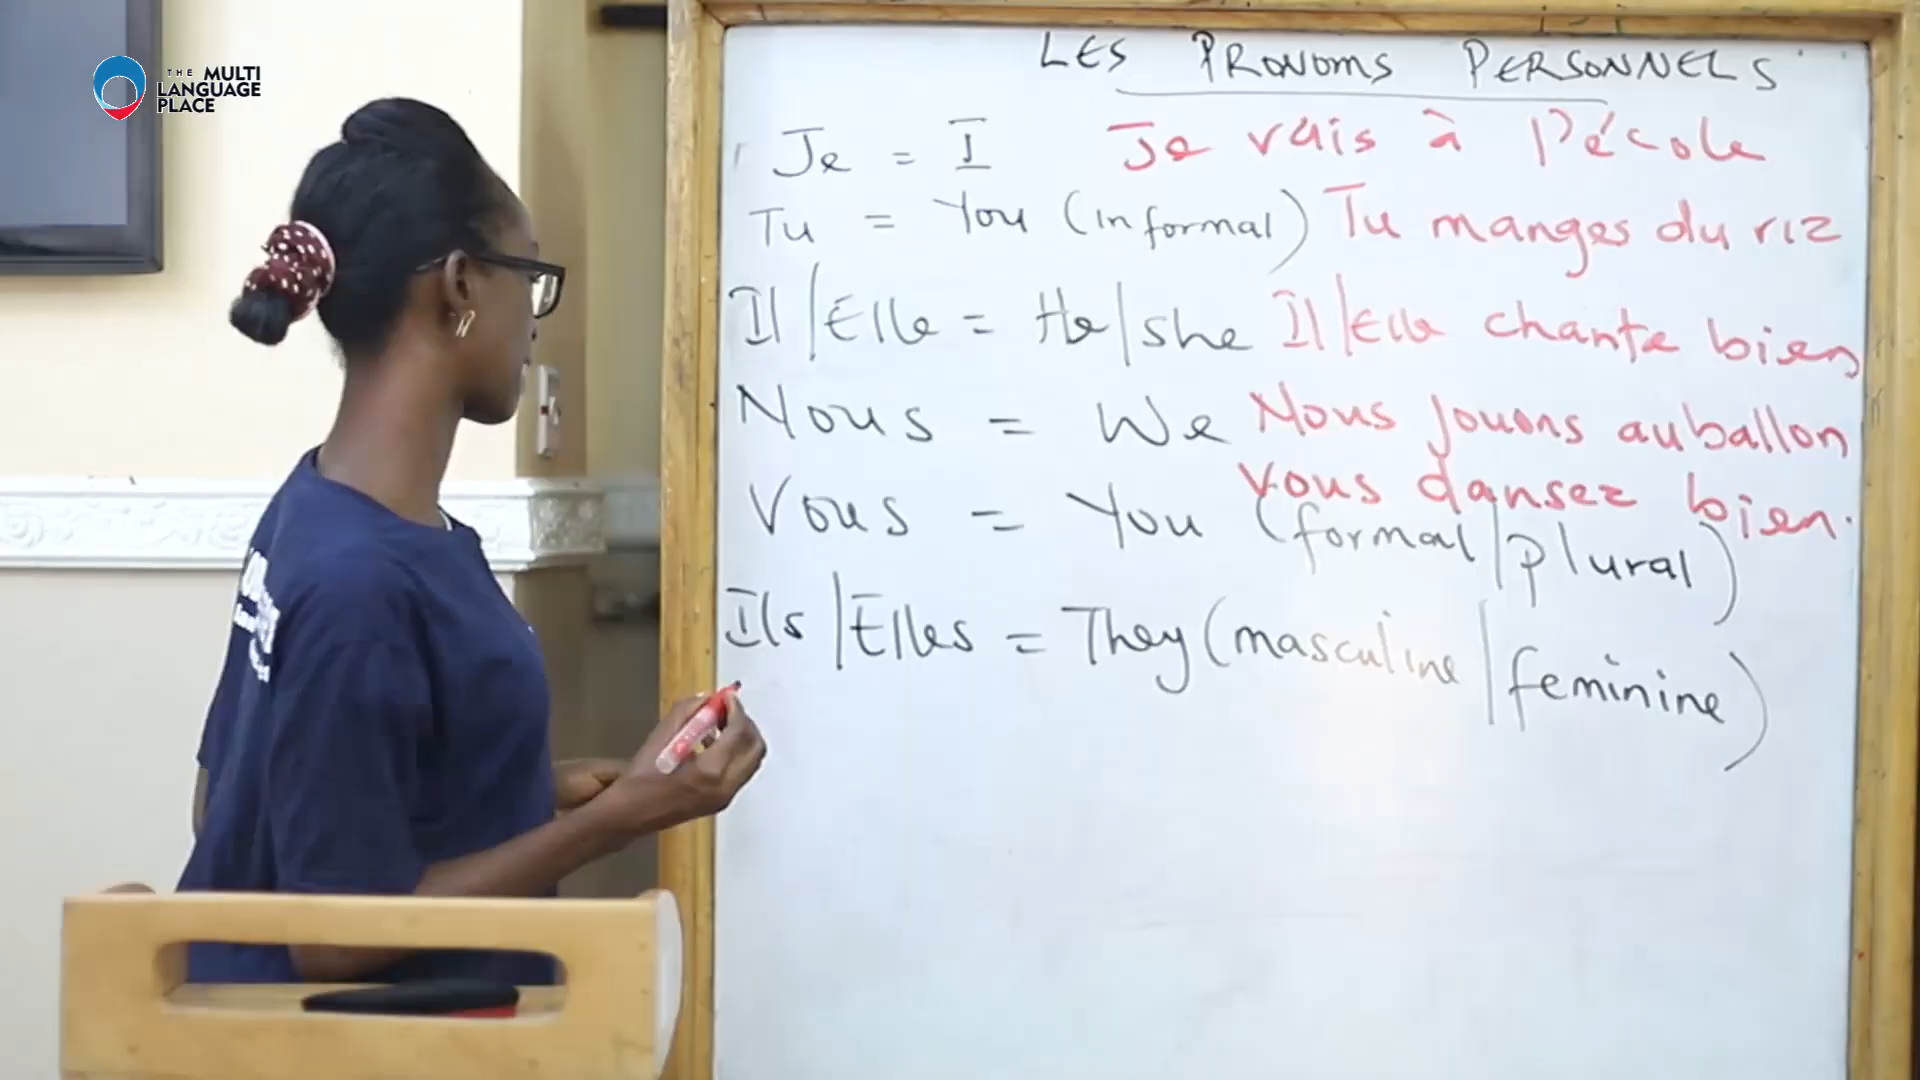 THE MULTI
LANGUAGE
PLACE
LES PRONOMS PERSONNELS
Je = I Je vais à l'école
Tu = You (informal) Tu manges du riz
Il/Elle = He/she Il/Elle chante bien
Nous = We Nous jouons au ballon
Vous = You (formal/plural) Vous dansez bien.
Ils/Elles = They (masculine/feminine)